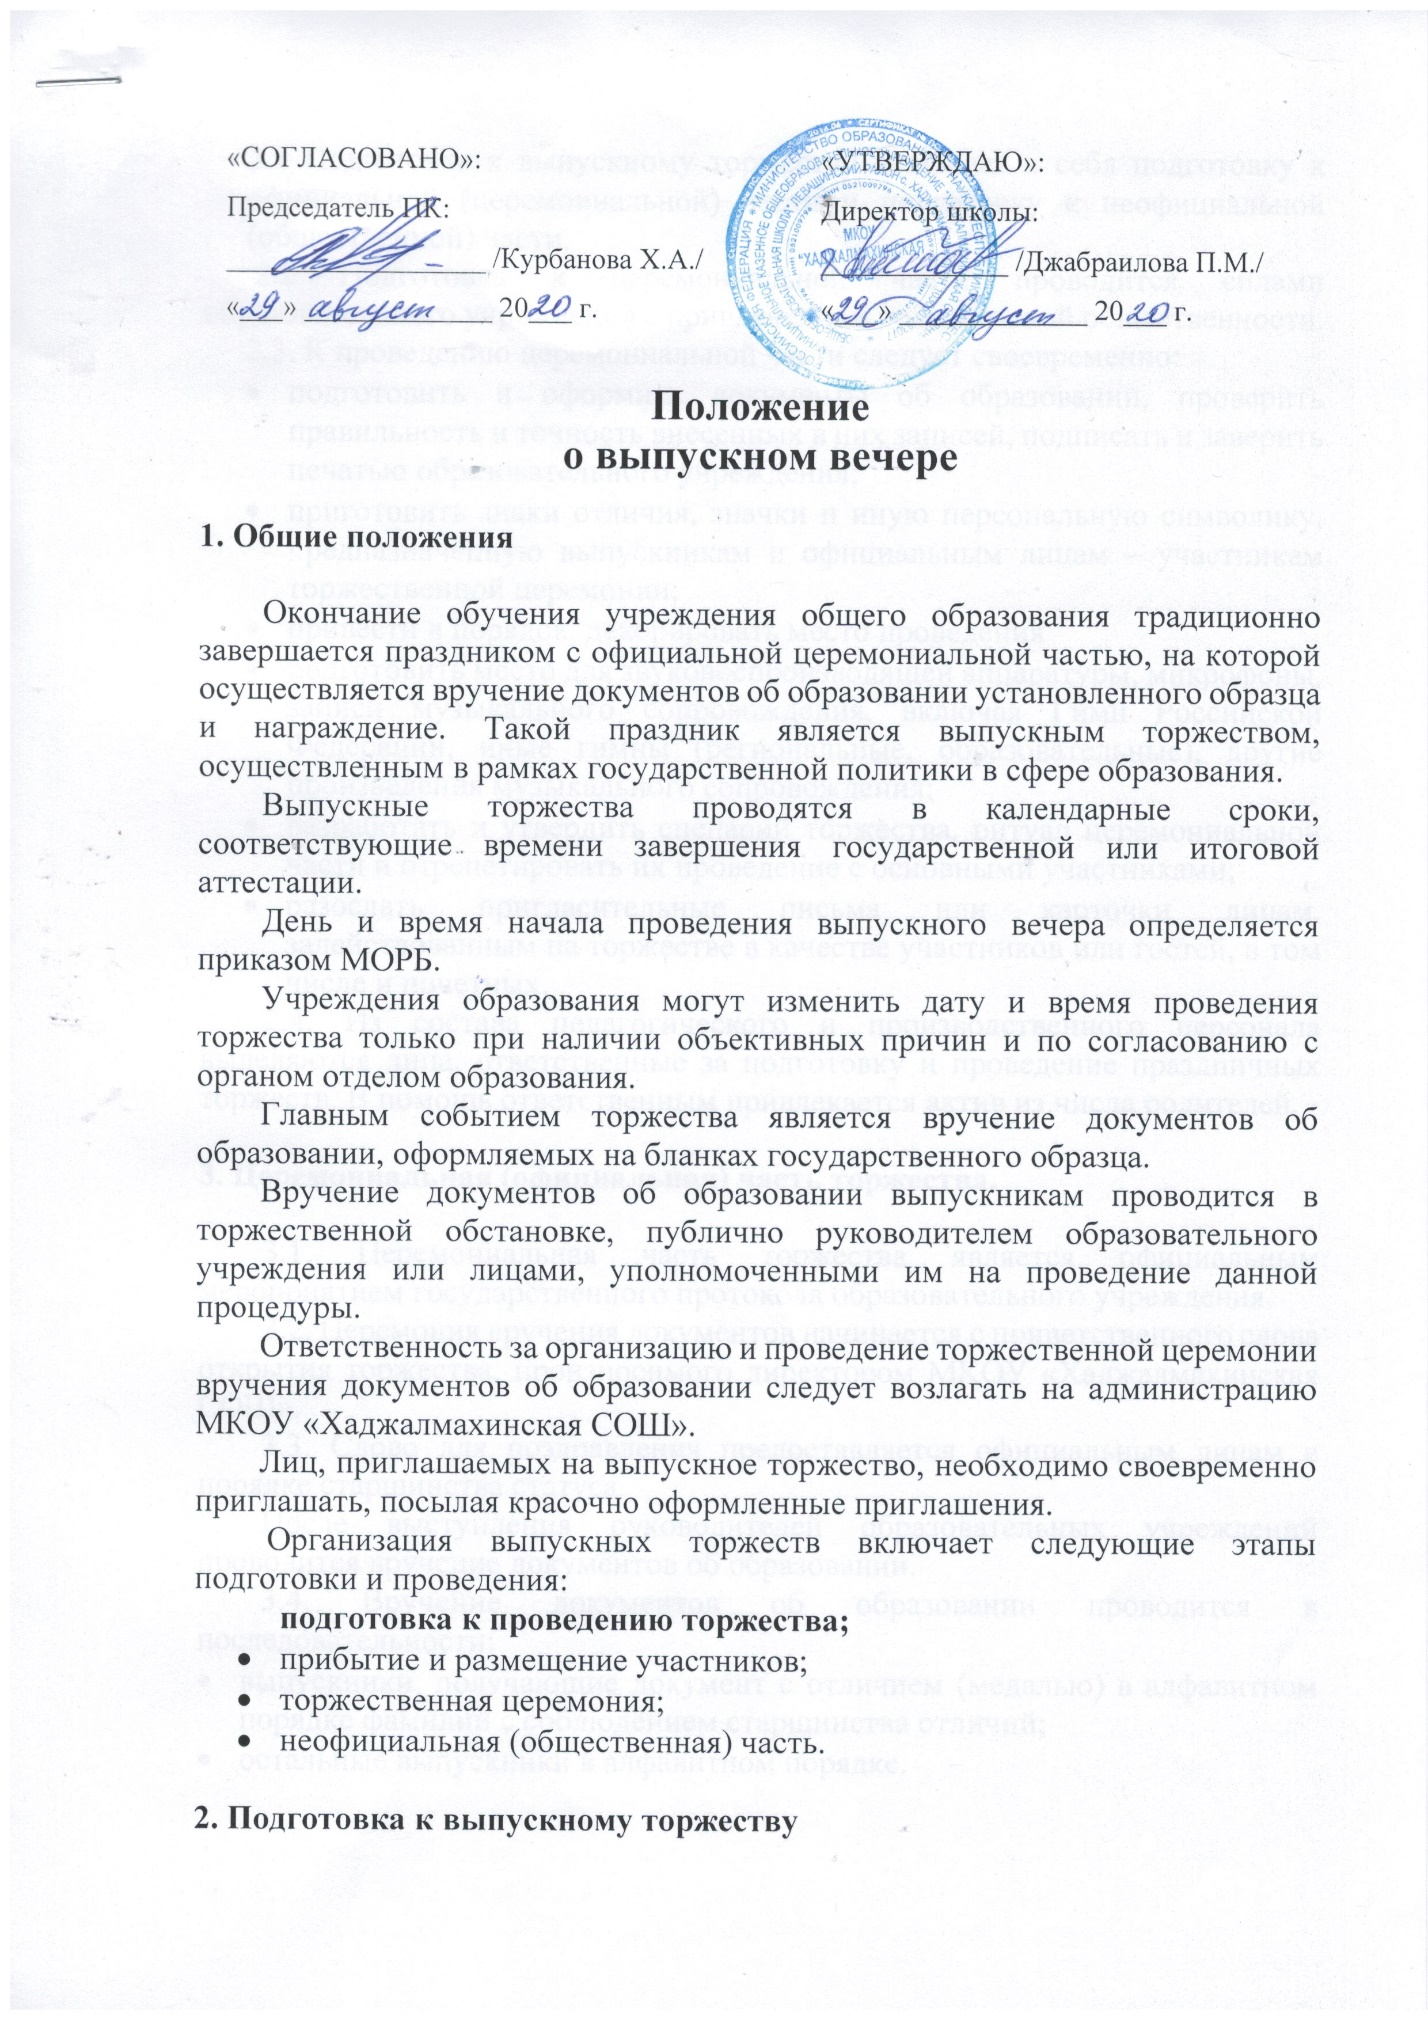 «СОГЛАСОВАНО»:
Председатель ПК:
/Курбанова Х.А./
«29» август 2020 г.
«УТВЕРЖДАЮ»:
Директор школы:
/Джабраилова П.М./
«29» август 2020 г.
МКОУ
"ХАДЖАЛМАХИНСКАЯ
Положение
о выпускном вечере
1. Общие положения
Окончание обучения учреждения общего образования традиционно
завершается праздником с официальной церемониальной частью, на которой
осуществляется вручение документов об образовании установленного образца
и награждение. Такой праздник является выпускным торжеством,
осуществленным в рамках государственной политики в сфере образования.
Выпускные торжества проводятся в календарные сроки,
соответствующие времени завершения государственной или итоговой
аттестации.
День и время начала проведения выпускного вечера определяется
приказом МОРБ.
Учреждения образования могут изменить дату и время проведения
торжества только при наличии объективных причин и по согласованию с
органом отделом образования.
Главным событием торжества является вручение документов об
образовании, оформляемых на бланках государственного образца.
Вручение документов об образовании выпускникам проводится в
торжественной обстановке, публично руководителем образовательного
учреждения или лицами, уполномоченными им на проведение данной
процедуры.
Ответственность за организацию и проведение торжественной церемонии
вручения документов об образовании следует возлагать на администрацию
МКОУ «Хаджалмахинская СОШ».
Лиц, приглашаемых на выпускное торжество, необходимо своевременно
приглашать, посылая красочно оформленные приглашения.
Организация выпускных торжеств включает следующие этапы
подготовки и проведения:
подготовка к проведению торжества;
• прибытие и размещение участников;
• торжественная церемония;
• неофициальная (общественная) часть.
2. Подготовка к выпускному торжеству